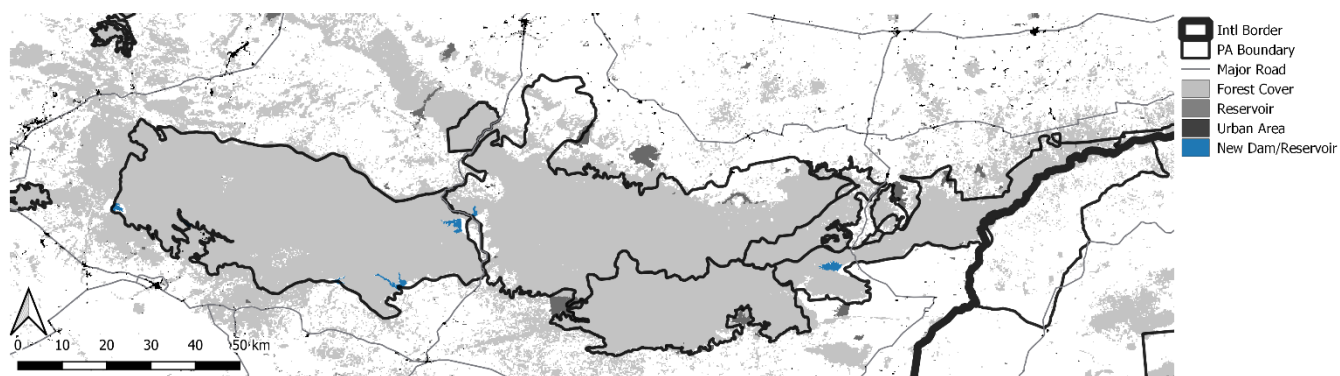 Intl Border
PA Boundary
Major Road
Forest Cover
Reservoir
Urban Area
New Dam/Reservoir
0 10 20 30 40 50 km